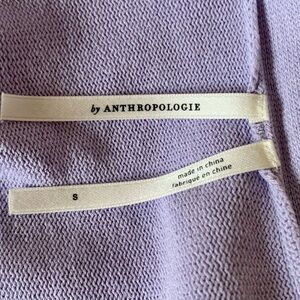 by ANTHROPOLOGIE
S
made in china
fabriqué en chine